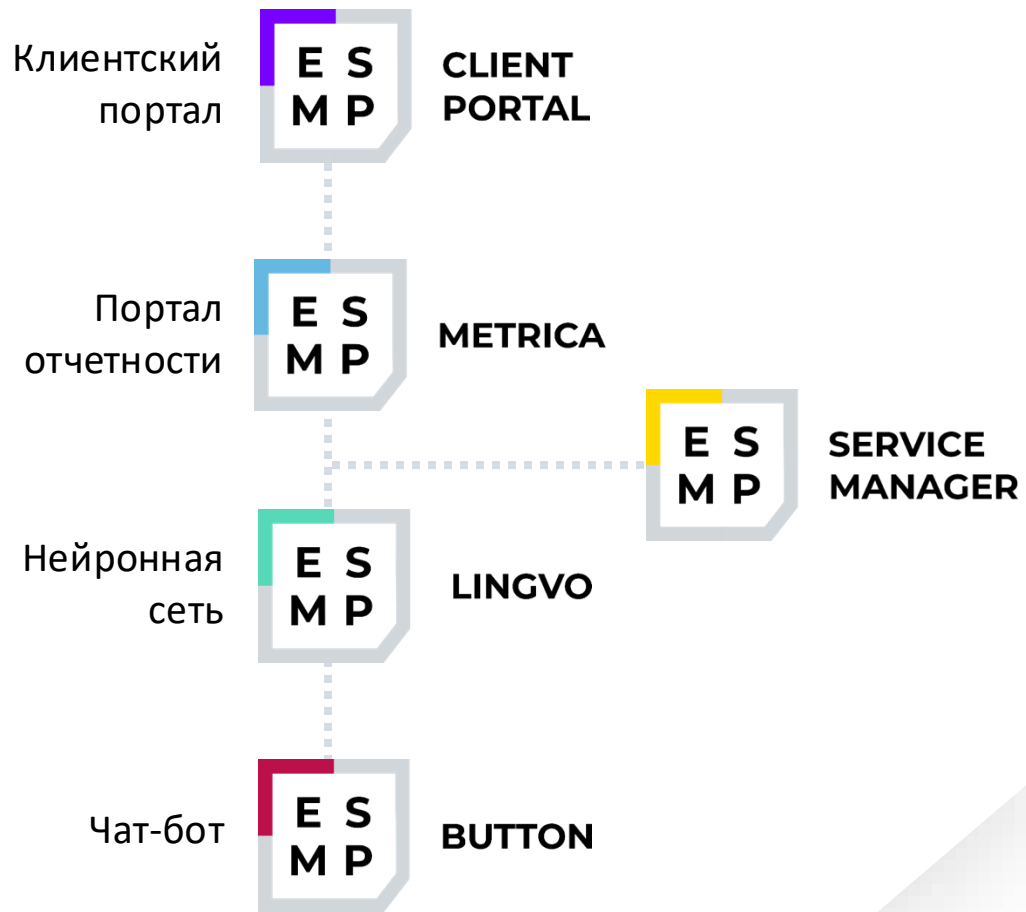 Клиентский
портал
E S
M P
CLIENT
PORTAL
Портал
отчетности
E S
M P
METRICA
E S
M P
SERVICE
MANAGER
Нейронная
сеть
E S
M P
LINGVO
Чат-бот
E S
M P
BUTTON